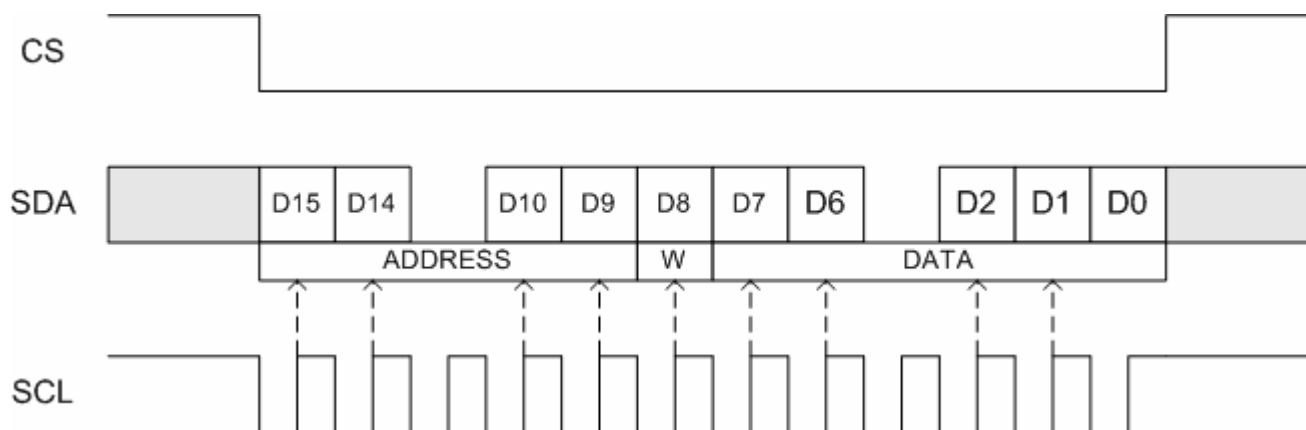 CS
SDA D15 D14 D10 D9 D8 D7 D6 D2 D1 D0
ADDRESS W DATA
SCL